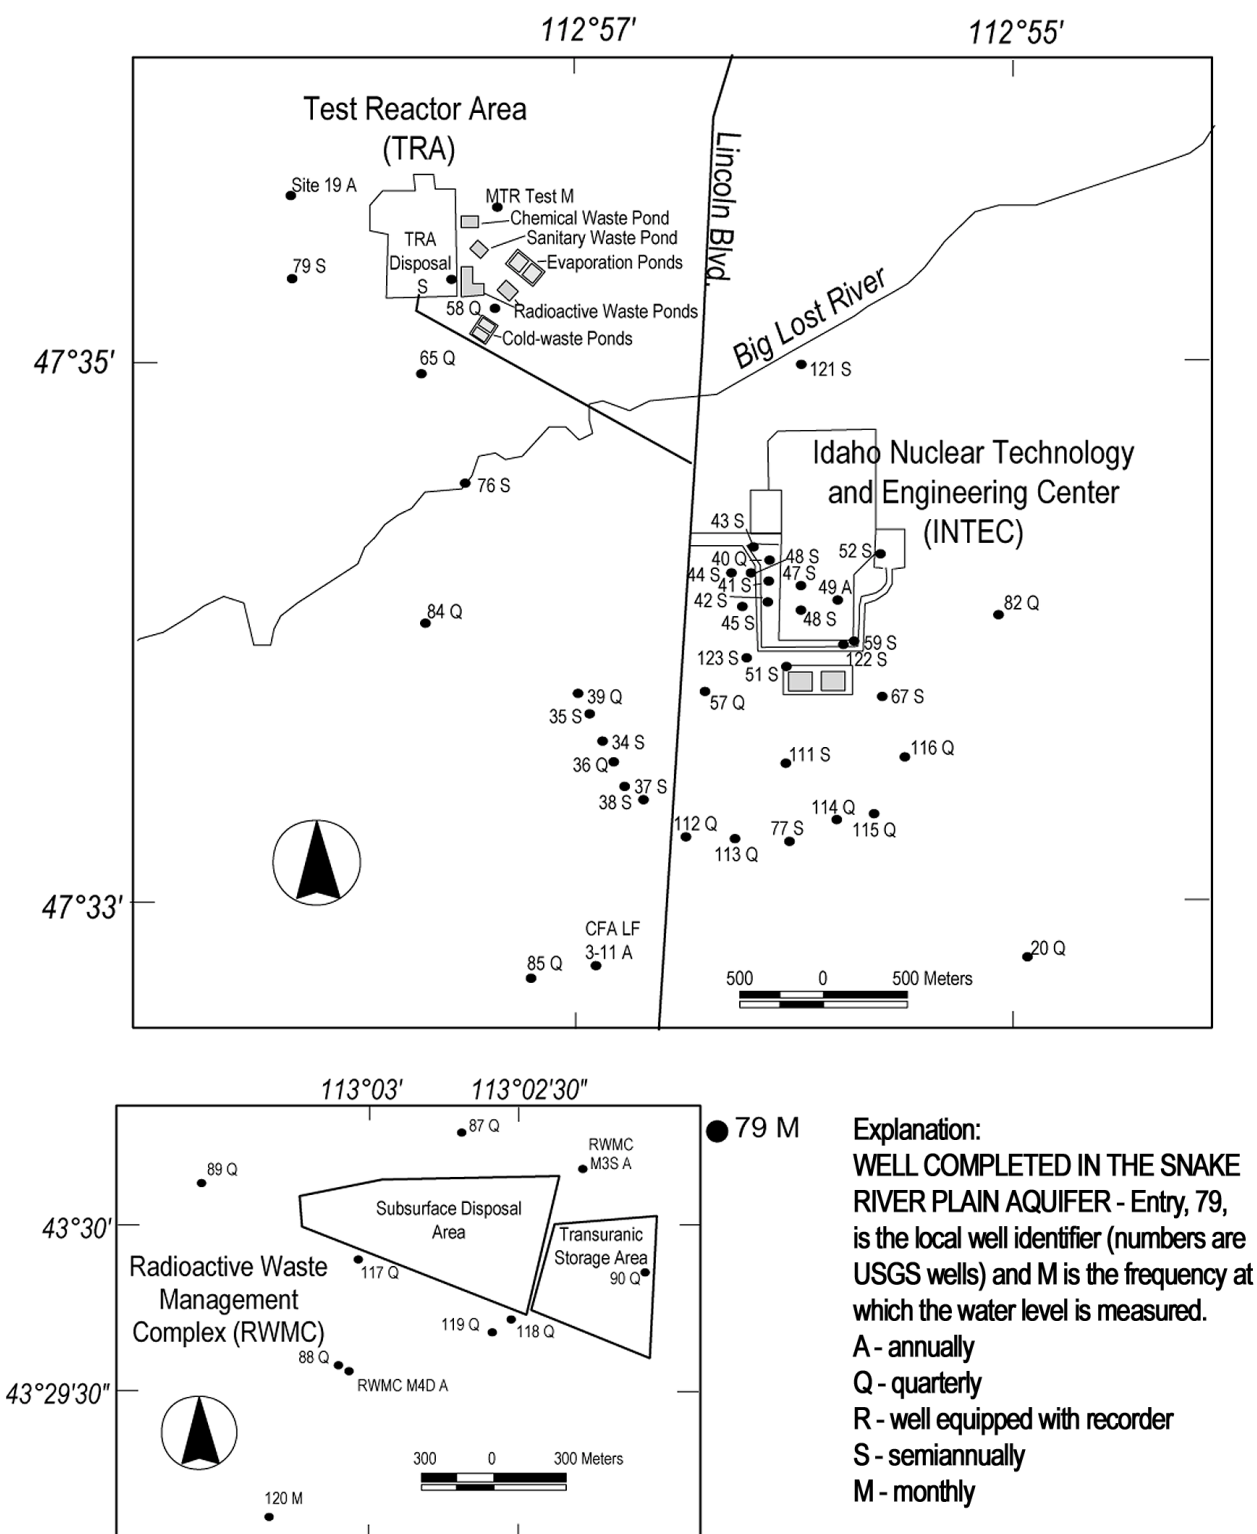 112°57'
112°55'
Test Reactor Area
(TRA)
Lincoln Blvd.
Site 19 A
MTR Test M
Chemical Waste Pond
Sanitary Waste Pond
TRA
Disposal
S
Evaporation Ponds
79 S
58 Q
Radioactive Waste Ponds
Cold-waste Ponds
Big Lost River
47°35'
65 Q
121 S
Idaho Nuclear Technology
and Engineering Center
(INTEC)
76 S
43 S
52 S
40 Q
48 S
44 S
47 S
41 S
49 A
42 S
82 Q
84 Q
45 S
48 S
59 S
123 S
122 S
51 S
39 Q
57 Q
67 S
35 S
34 S
116 Q
111 S
36 Q
37 S
38 S
114 Q
112 Q
77 S
115 Q
113 Q
47°33'
CFA LF
3-11 A
20 Q
85 Q
500
0
500 Meters
113°03'
113°02'30"
87 Q
79 M
RWMC
M3S A
89 Q
Subsurface Disposal
Area
43°30'
Transuranic
Storage Area
90 Q
Radioactive Waste
Management
Complex (RWMC)
117 Q
119 Q
118 Q
88 Q
RWMC M4D A
43°29'30"
300
0
300 Meters
120 M
Explanation:
WELL COMPLETED IN THE SNAKE
RIVER PLAIN AQUIFER - Entry, 79,
is the local well identifier (numbers are
USGS wells) and M is the frequency at
which the water level is measured.
A - annually
Q - quarterly
R - well equipped with recorder
S - semiannually
M - monthly